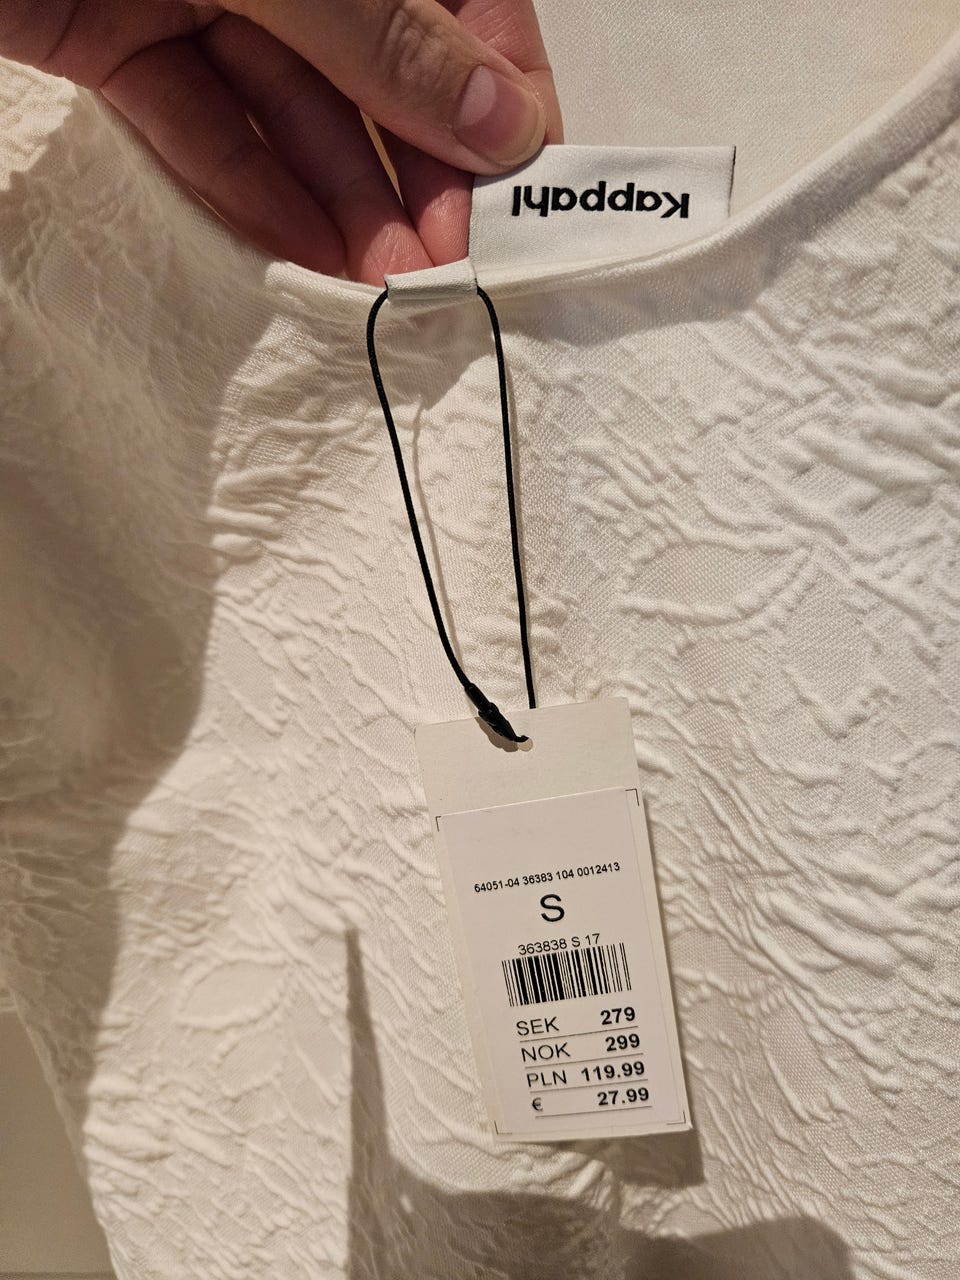 Kappahl
64051-04 36383 104 0012413
S
363838 S 17
SEK 279
NOK 299
PLN 119.99
€ 27.99